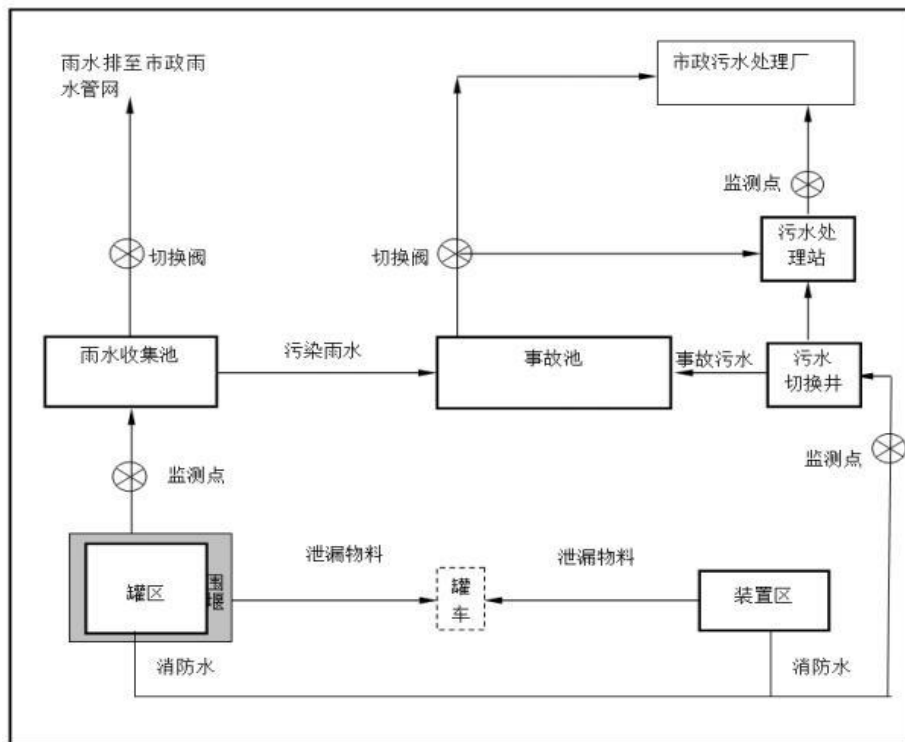 雨水排至市政雨
水管网
市政污水处理厂
监测点
切换阀
切换阀
污水处
理站
雨水收集池
污染雨水
事故池
事故污水
污水
切换井
监测点
监测点
泄漏物料
泄漏物料
罐区
围堰
罐
车
装置区
消防水
消防水